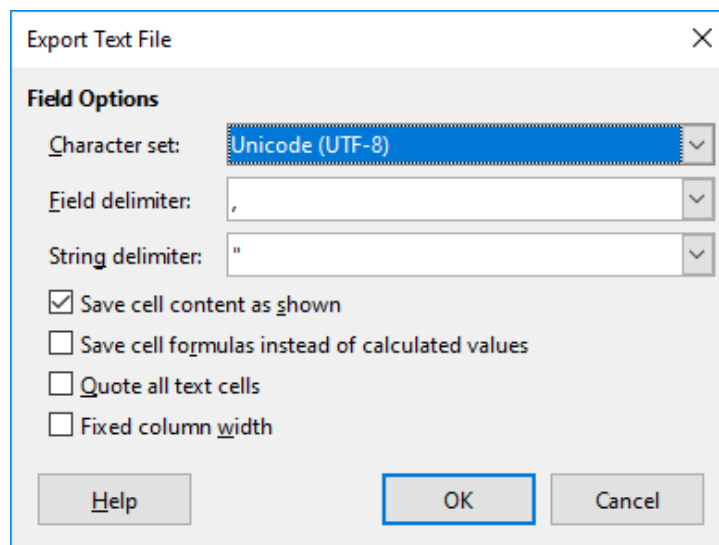 Export Text File
Field Options
Character set: Unicode (UTF-8)
Field delimiter: ,
String delimiter: "
Save cell content as shown
Save cell formulas instead of calculated values
Quote all text cells
Fixed column width
Help OK Cancel